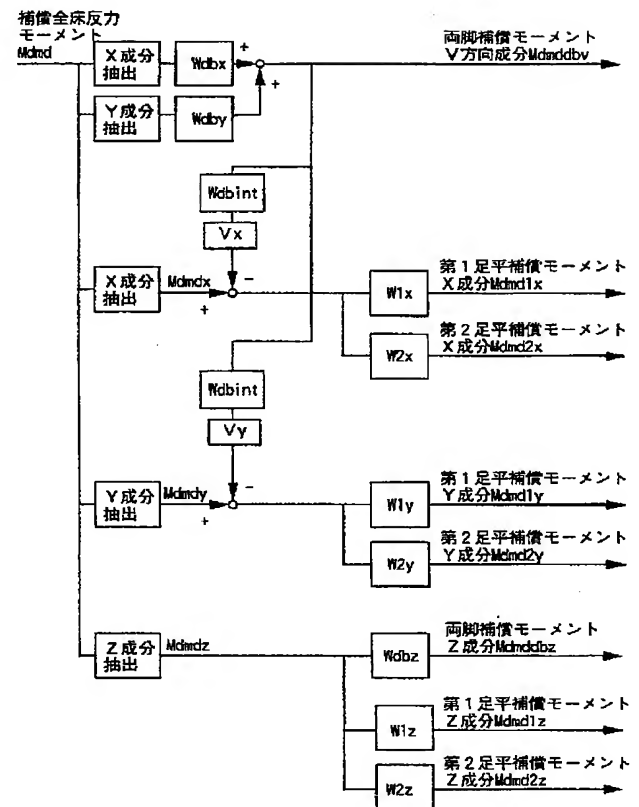 補償全床反力
モーメント
Mdmd
X成分
抽出
Wdbx
+
+
両脚補償モーメント
V方向成分Mdmddbv
Y成分
抽出
Wdby
Wdbint
Vx
-
X成分
抽出
Mdmdx
+
W1x
第1足平補償モーメント
X成分Mdmd1x
W2x
第2足平補償モーメント
X成分Mdmd2x
Wdbint
Vy
-
Y成分
抽出
Mdmdy
+
W1y
第1足平補償モーメント
Y成分Mdmd1y
W2y
第2足平補償モーメント
Y成分Mdmd2y
Z成分
抽出
Mdmdz
Wdbz
両脚補償モーメント
Z成分Mdmddbz
W1z
第1足平補償モーメント
Z成分Mdmd1z
W2z
第2足平補償モーメント
Z成分Mdmd2z